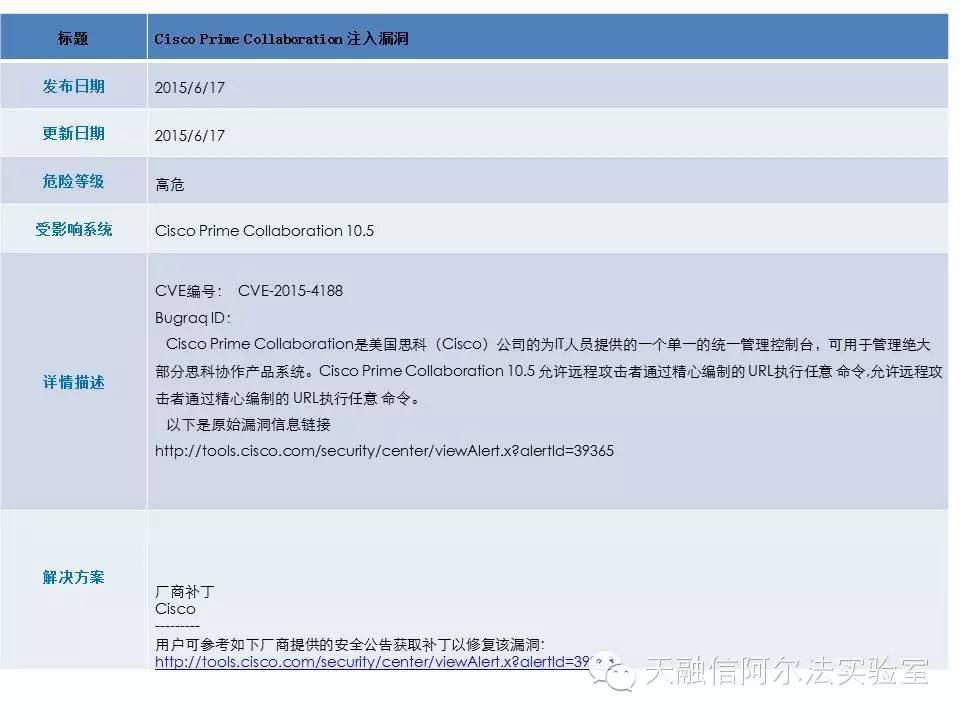 标题
Cisco Prime Collaboration 注入漏洞
发布日期
2015/6/17
更新日期
2015/6/17
危险等级
高危
受影响系统
Cisco Prime Collaboration 10.5
详情描述
CVE编号： CVE-2015-4188
Bugraq ID：
Cisco Prime Collaboration是美国思科（Cisco）公司的为IT人员提供的一个单一的统一管理控制台，可用于管理绝大
部分思科协作产品系统。Cisco Prime Collaboration 10.5 允许远程攻击者通过精心编制的 URL执行任意 命令,允许远程攻
击者通过精心编制的 URL执行任意 命令。
以下是原始漏洞信息链接
http://tools.cisco.com/security/center/viewAlert.x?alertId=39365
解决方案
厂商补丁
Cisco
---------
用户可参考如下厂商提供的安全公告获取补丁以修复该漏洞：
http://tools.cisco.com/security/center/viewAlert.x?alertId=39
天融信阿尔法实验室